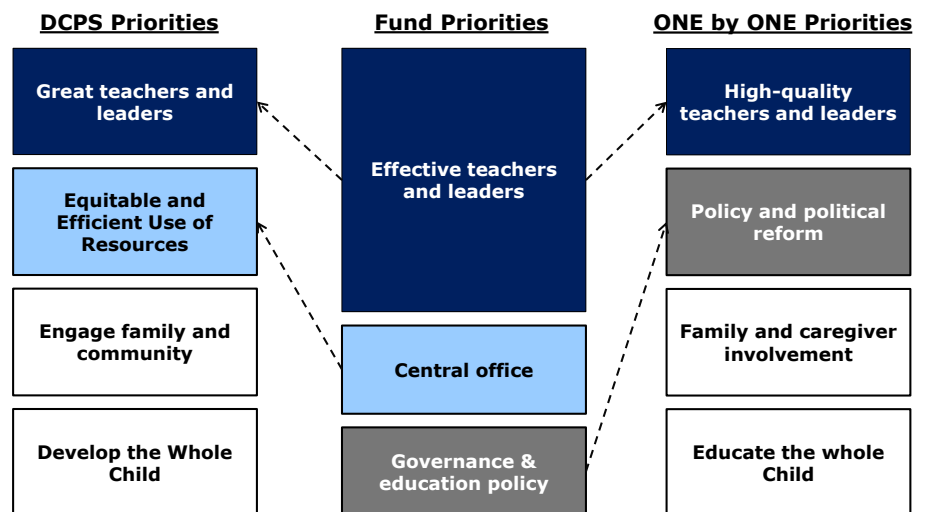 DCPS Priorities
Fund Priorities
ONE by ONE Priorities
Great teachers and
leaders
Effective teachers
and leaders
High-quality
teachers and leaders
Equitable and
Efficient Use of
Resources
Policy and political
reform
Engage family and
community
Central office
Family and caregiver
involvement
Develop the Whole
Child
Governance &
education policy
Educate the whole
Child